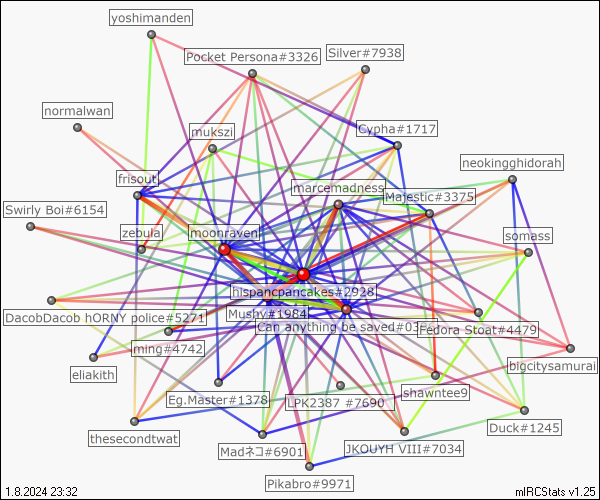 yoshimanden
Pocket Persona#3326
Silver#7938
normalwan
mukszi
Cypha#1717
neokingghidorah
frisout
marcemadness
Majestic#3375
Swirly Boi#6154
zebula
moonraven
somass
hispancpancakes#2928
DacobDacob hORNY police#5271
Mushy#1984
Can anything be saved#03
Fedora Stoat#4479
ming#4742
eliakith
bigcitysamurai
Eg.Master#1378
LPK2387 #7690
shawntee9
Duck#1245
thesecondtwat
Madネコ#6901
JKOUYH VIII#7034
Pikabro#9971
1.8.2024 23:32
mIRCStats v1.25